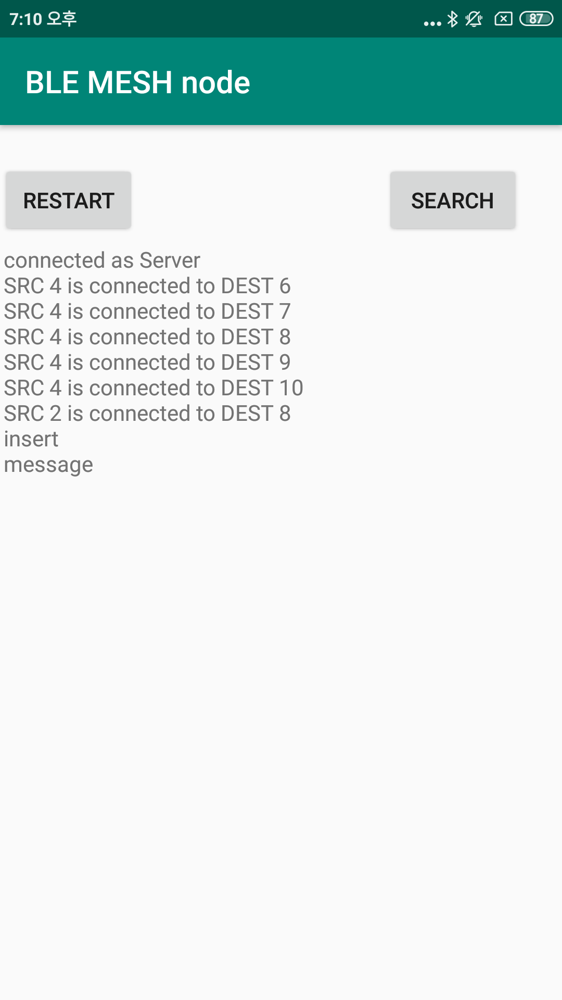 7:10 오후
87
BLE MESH node
RESTART
SEARCH
connected as Server
SRC 4 is connected to DEST 6
SRC 4 is connected to DEST 7
SRC 4 is connected to DEST 8
SRC 4 is connected to DEST 9
SRC 4 is connected to DEST 10
SRC 2 is connected to DEST 8
insert
message